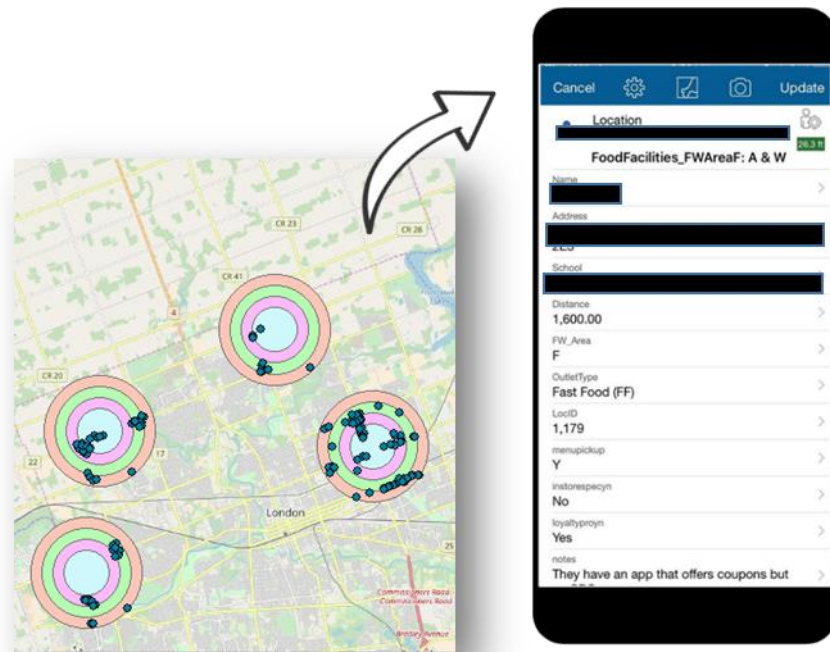 CR 23
CR 28
CR 41
4
CR 20
22
17
London
25
Commissioners Road
Commissioners Road
Bradley Avenue
Cancel
Update
Location
26.3 ft
FoodFacilities_FWAreaF: A & W
Name
Address
School
Distance
1,600.00
FW_Area
F
OutletType
Fast Food (FF)
LocID
1,179
menupickup
Y
instorespecyn
No
loyaltyproyn
Yes
notes
They have an app that offers coupons but